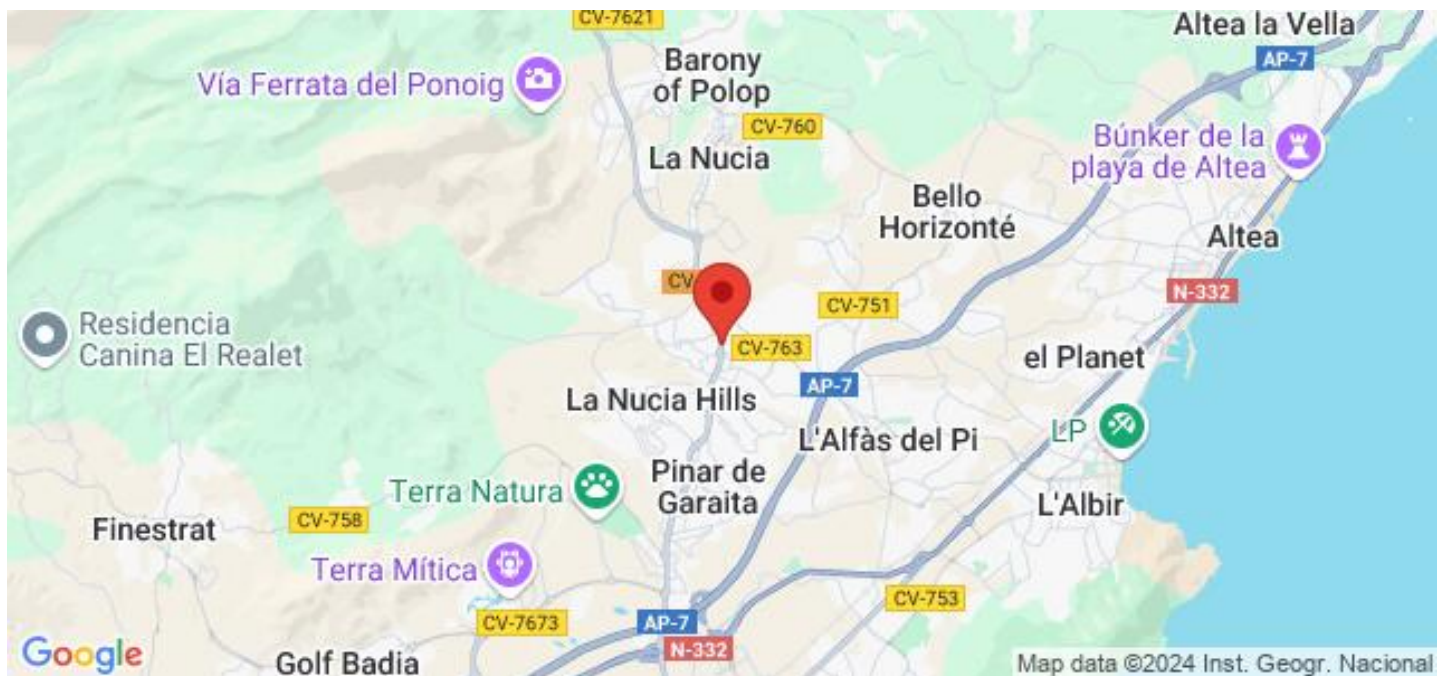 CV-7621
Altea la Vella
AP-7
Barony
of Polop
Vía Ferrata del Ponoig
CV-760
La Nucia
Búnker de la
playa de Altea
Bello
Horizonté
Altea
CV
N-332
CV-751
Residencia
Canina El Realet
CV-763
el Planet
AP-7
La Nucia Hills
LP
L'Alfàs del Pi
Pinar de
Garaita
Terra Natura
L'Albir
CV-758
Finestrat
Terra Mítica
CV-753
CV-7673
AP-7
N-332
Google
Golf Badia
Map data ©2024 Inst. Geogr. Nacional